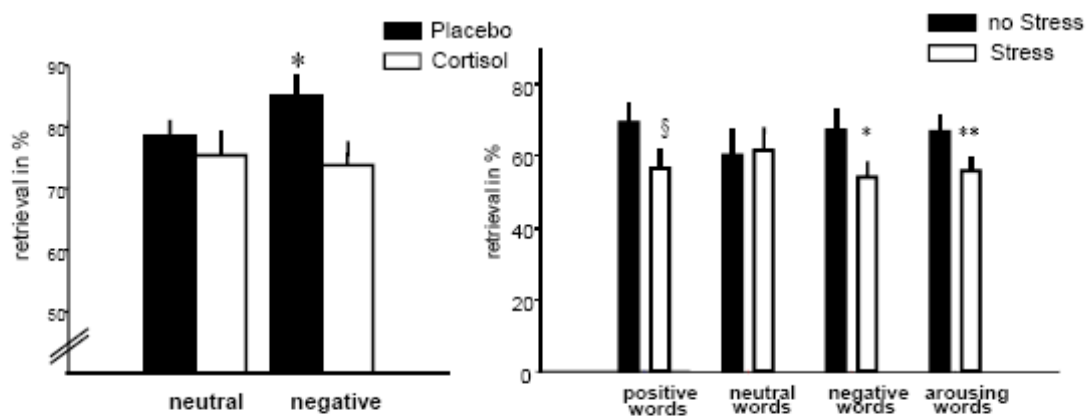 Placebo
Cortisol
*
90
80
70
60
50
retrieval in %
neutral negative
no Stress
Stress
80
60
40
20
0
retrieval in %
§ * **
positive neutral negative arousing
words words words words